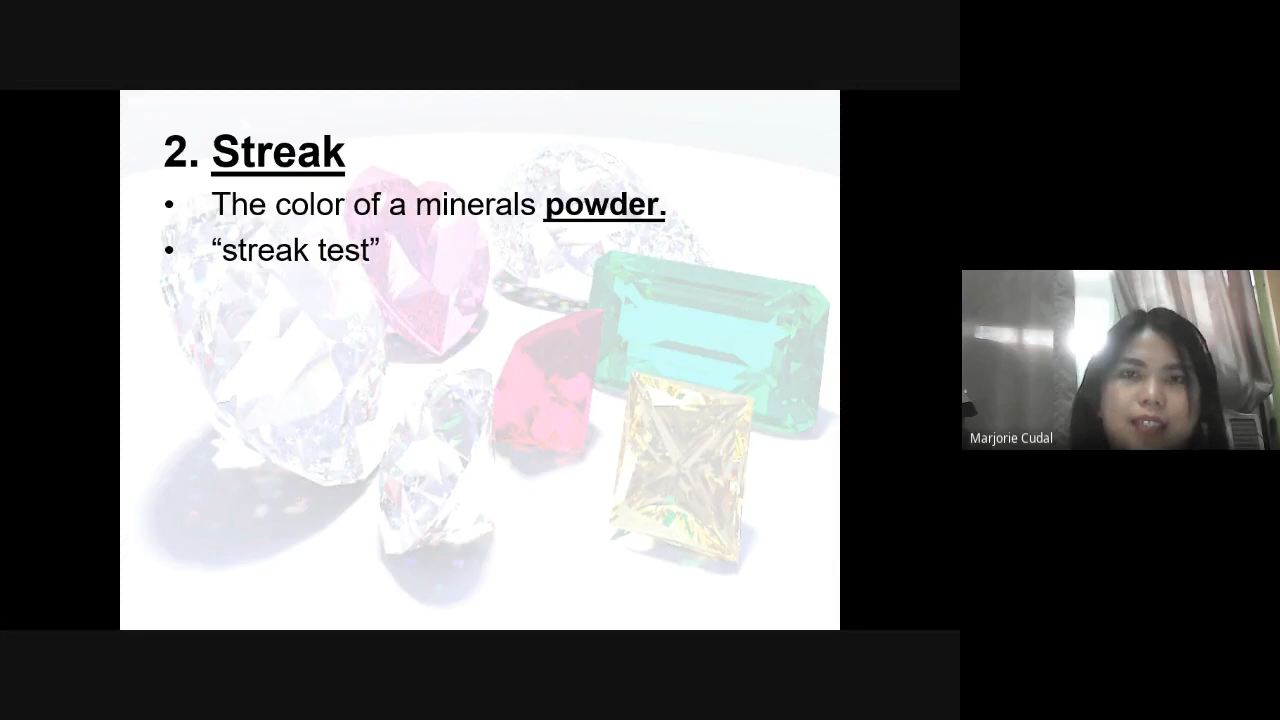 2. Streak
• The color of a minerals powder.
• “streak test”
Marjorie Cudal